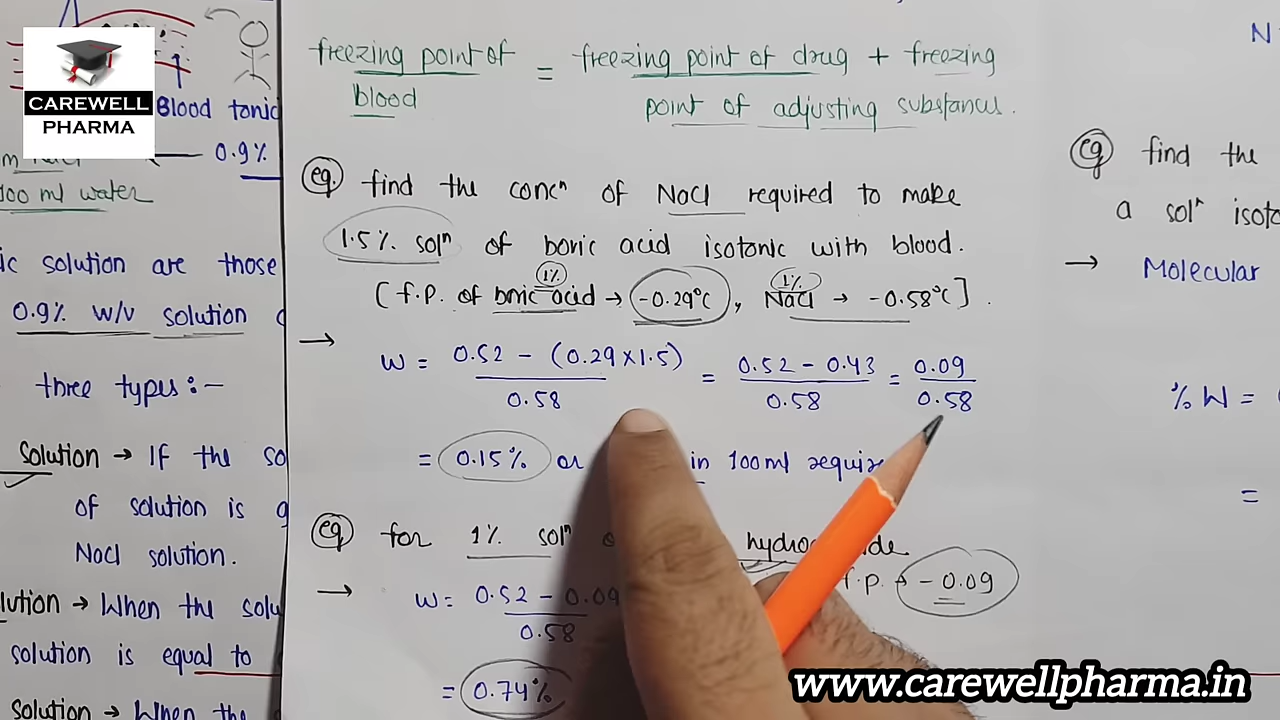 CAREWELL
PHARMA
Blood tonic
0.9%
100 ml water
ic solution are those
0.9% w/v solution
three types :-
Solution → If the so
of solution is g
NaCl solution.
lution → When the solu
solution is equal to
solution → When the
freezing point of blood = freezing point of drug + freezing
point of adjusting substances.
eg. find the concⁿ of NaCl required to make
1.5% solⁿ of boric acid isotonic with blood.
1% 1%
[f.p. of boric acid → -0.29°C, NaCl → -0.58°C].
→ W = 0.52 - (0.29×1.5) / 0.58 = 0.52 - 0.43 / 0.58 = 0.09 / 0.58
= 0.15% or in 100ml
eg for 1% solⁿ
f.p. → -0.09
→ W = 0.52 - 0.09 / 0.58
= 0.74%
N
eg find the
a solⁿ isoto
→ Molecular
% W =
=
www.carewellpharma.in